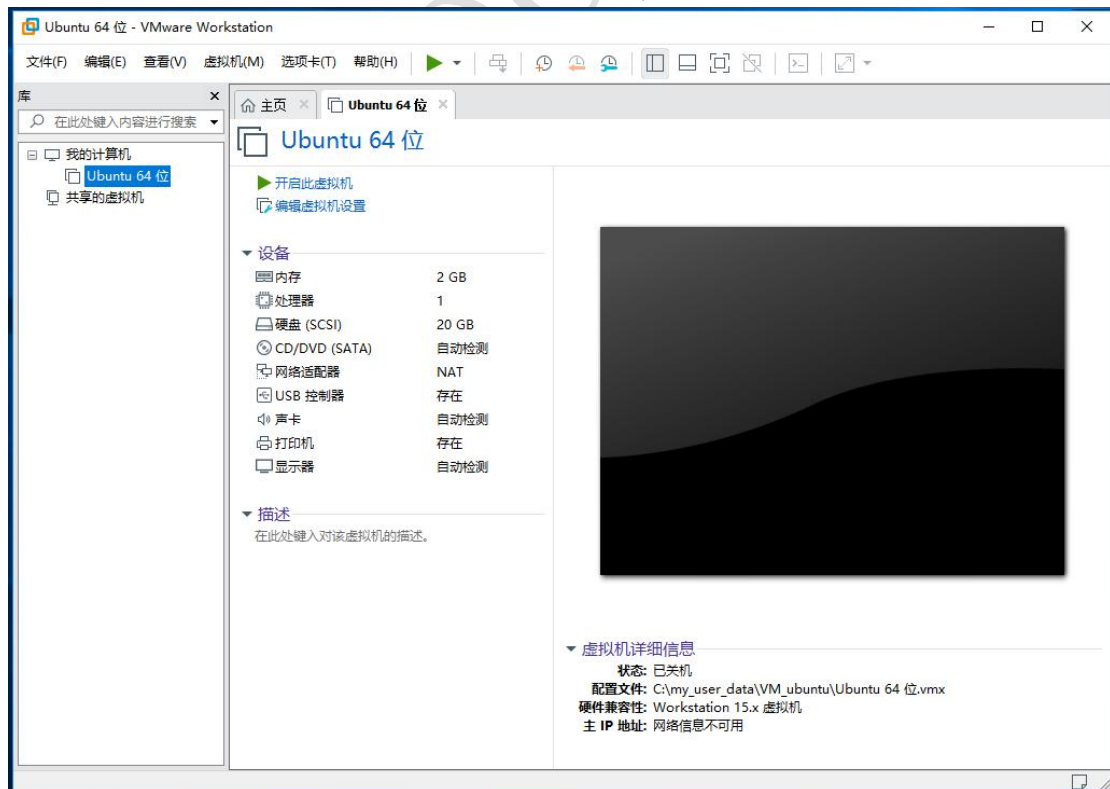 Ubuntu 64 位 - VMware Workstation
文件(F) 编辑(E) 查看(V) 虚拟机(M) 选项卡(T) 帮助(H)
库
在此处键入内容进行搜索
我的计算机
Ubuntu 64 位
共享的虚拟机
主页
Ubuntu 64 位
Ubuntu 64 位
开启此虚拟机
编辑虚拟机设置
设备
内存 2 GB
处理器 1
硬盘 (SCSI) 20 GB
CD/DVD (SATA) 自动检测
网络适配器 NAT
USB 控制器 存在
声卡 自动检测
打印机 存在
显示器 自动检测
描述
在此处键入对该虚拟机的描述。
虚拟机详细信息
状态: 已关机
配置文件: C:\my_user_data\VM_ubuntu\Ubuntu 64 位.vmx
硬件兼容性: Workstation 15.x 虚拟机
主 IP 地址: 网络信息不可用